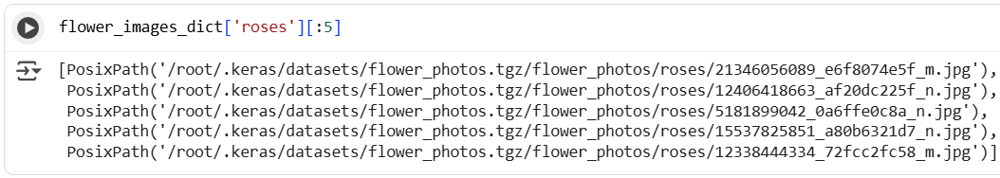 flower_images_dict['roses'][:5]
[PosixPath('/root/.keras/datasets/flower_photos.tgz/flower_photos/roses/21346056089_e6f8074e5f_m.jpg'),
PosixPath('/root/.keras/datasets/flower_photos.tgz/flower_photos/roses/12406418663_af20dc225f_n.jpg'),
PosixPath('/root/.keras/datasets/flower_photos.tgz/flower_photos/roses/5181899042_0a6ffe0c8a_n.jpg'),
PosixPath('/root/.keras/datasets/flower_photos.tgz/flower_photos/roses/15537825851_a80b6321d7_n.jpg'),
PosixPath('/root/.keras/datasets/flower_photos.tgz/flower_photos/roses/12338444334_72fcc2fc58_m.jpg')]